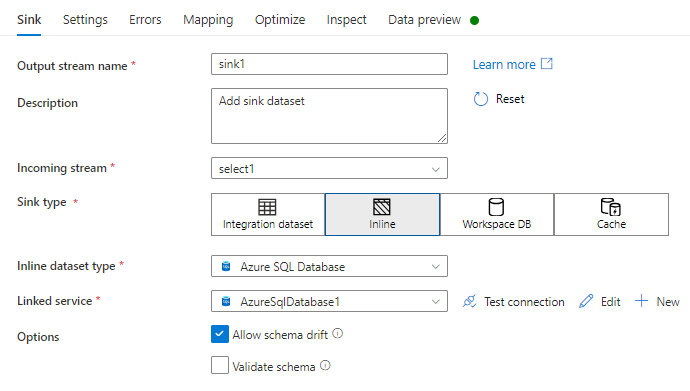 Sink Settings Errors Mapping Optimize Inspect Data preview
Output stream name * sink1 Learn more
Description Add sink dataset Reset
Incoming stream * select1
Sink type * Integration dataset Inline Workspace DB Cache
Inline dataset type * Azure SQL Database
Linked service * AzureSqlDatabase1 Test connection Edit New
Options Allow schema drift
Validate schema